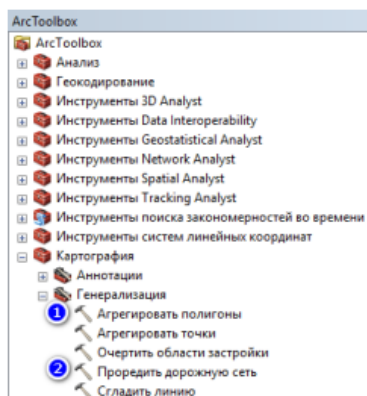 ArcToolbox
ArcToolbox
Анализ
Геокодирование
Инструменты 3D Analyst
Инструменты Data Interoperability
Инструменты Geostatistical Analyst
Инструменты Network Analyst
Инструменты Spatial Analyst
Инструменты Tracking Analyst
Инструменты поиска закономерностей во времени
Инструменты систем линейных координат
Картография
Аннотации
Генерализация
1 Агрегировать полигоны
Агрегировать точки
Очертить области застройки
2 Проредить дорожную сеть
Сгладить линию